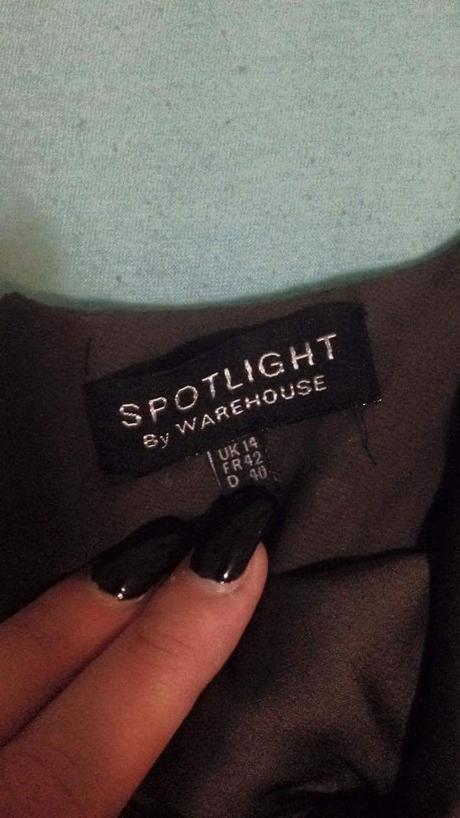 SPOTLIGHT
By WAREHOUSE
UK 14
FR 42
D 40